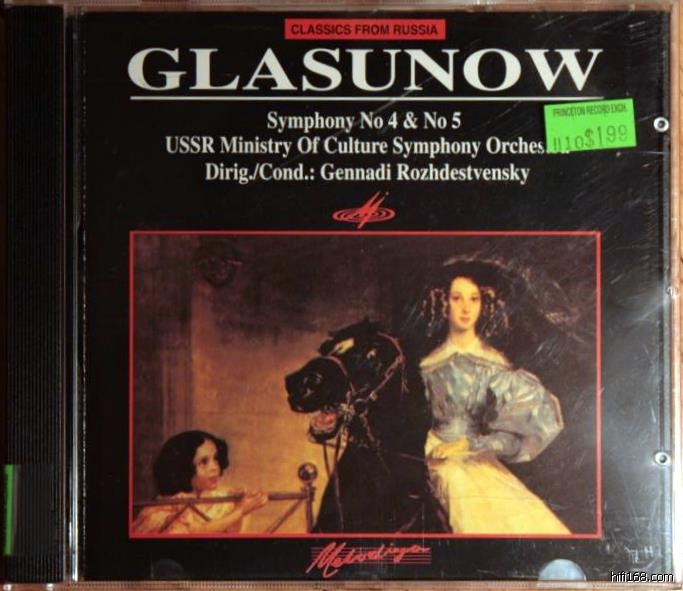 CLASSICS FROM RUSSIA
GLASUNOW
Symphony No 4 & No 5
USSR Ministry Of Culture Symphony Orches
Dirig./Cond.: Gennadi Rozhdestvensky
PRINCETON RECORD EXCH.
$199
hifi168.com